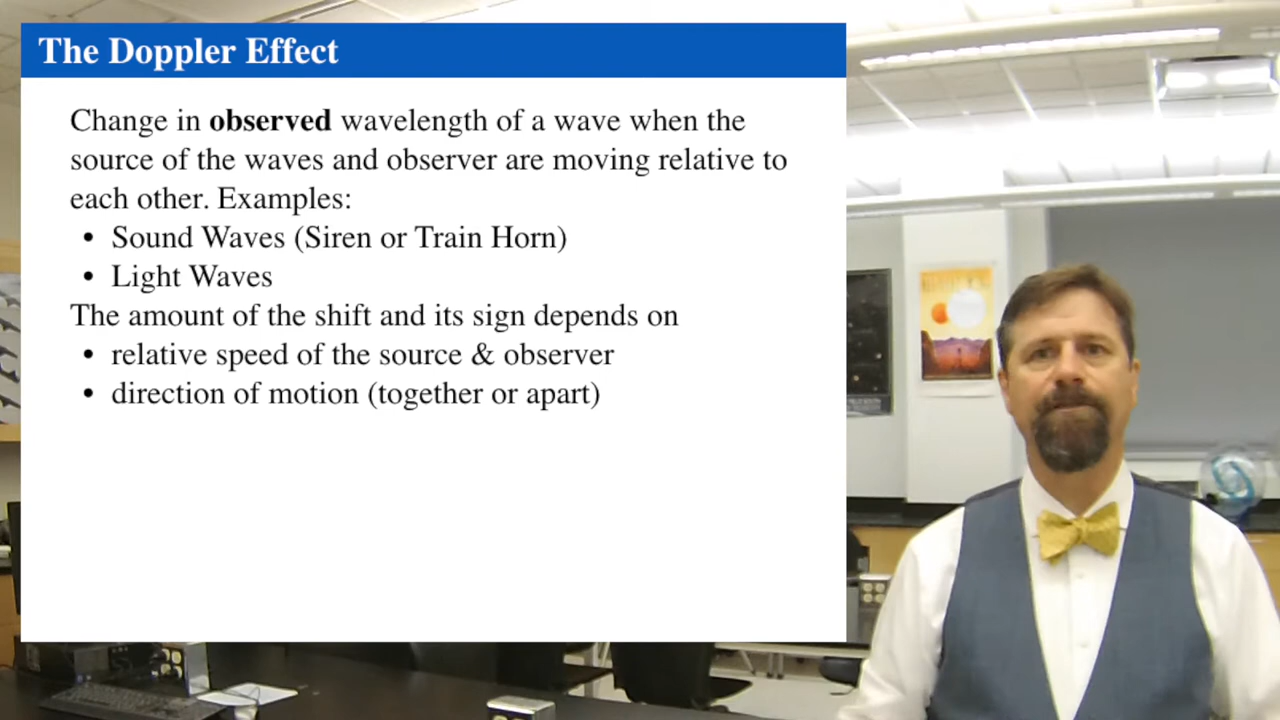 The Doppler Effect
Change in observed wavelength of a wave when the
source of the waves and observer are moving relative to
each other. Examples:
• Sound Waves (Siren or Train Horn)
• Light Waves
The amount of the shift and its sign depends on
• relative speed of the source & observer
• direction of motion (together or apart)